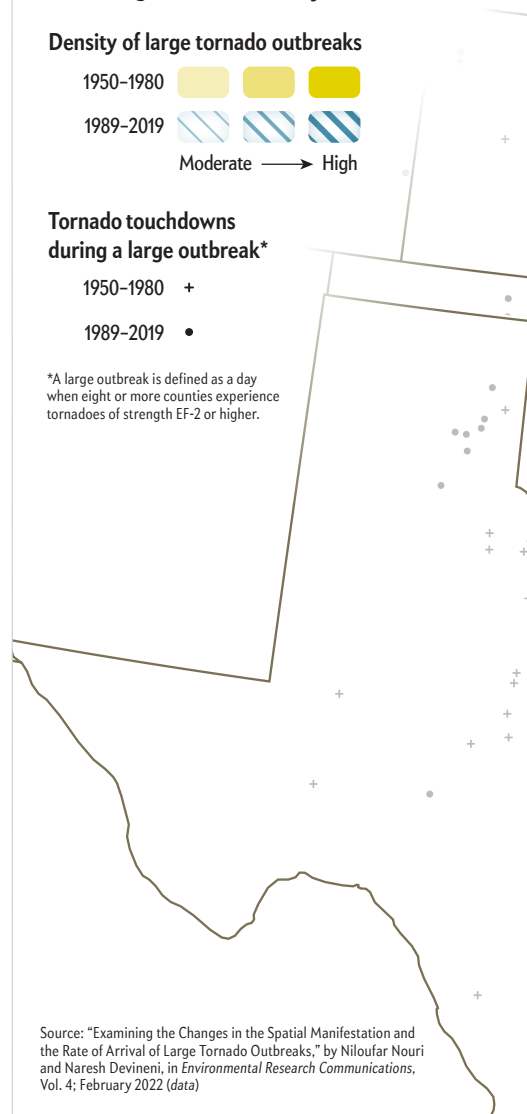 Density of large tornado outbreaks
1950–1980
1989–2019
Moderate High
Tornado touchdowns
during a large outbreak*
1950–1980 +
1989–2019 •
*A large outbreak is defined as a day
when eight or more counties experience
tornadoes of strength EF-2 or higher.
Source: “Examining the Changes in the Spatial Manifestation and
the Rate of Arrival of Large Tornado Outbreaks,” by Niloufar Nouri
and Naresh Devineni, in Environmental Research Communications,
Vol. 4; February 2022 (data)